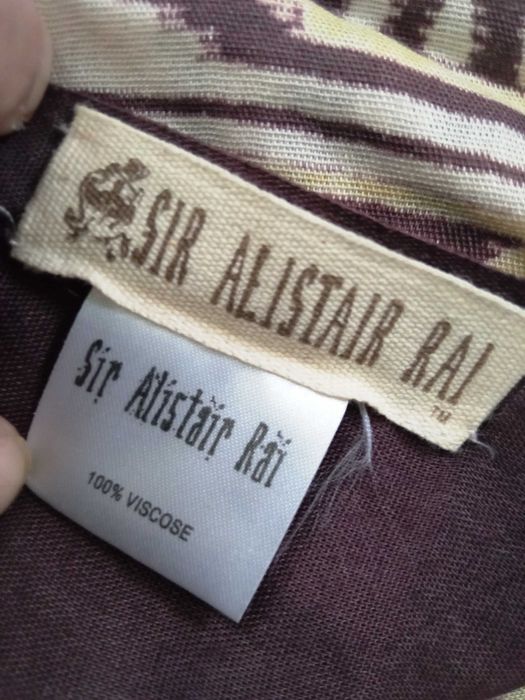 SIR ALISTAIR RAI
TM
Sir Alistair Rai
100% VISCOSE